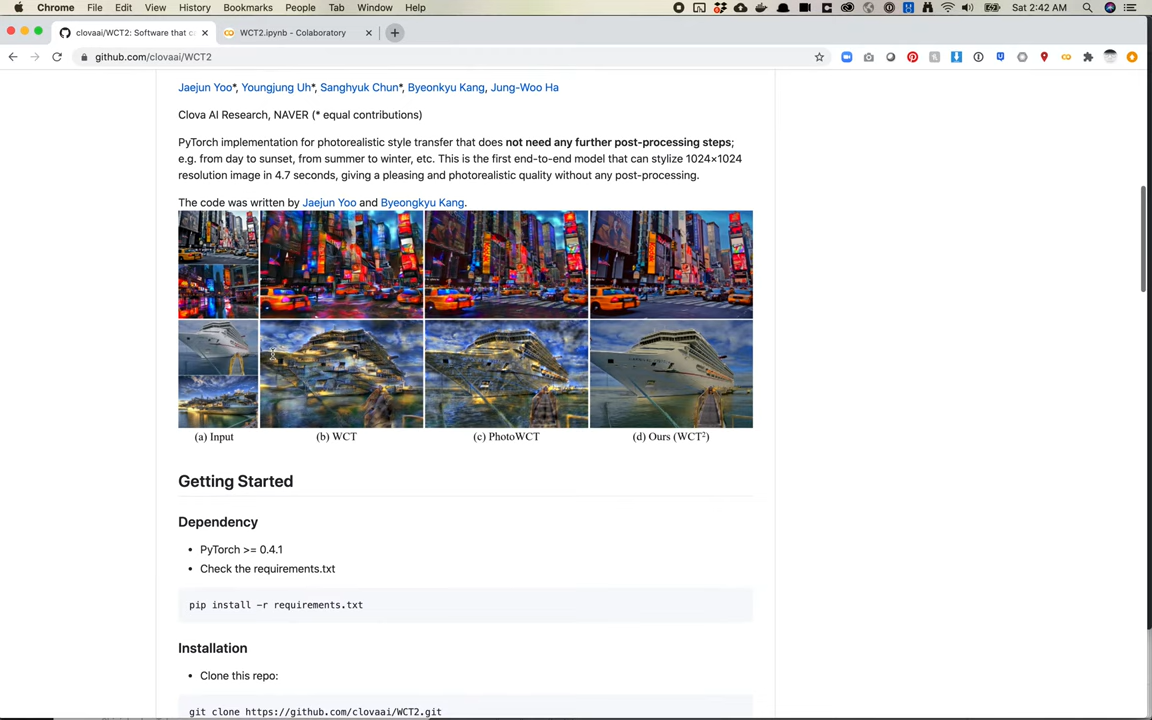 Chrome File Edit View History Bookmarks People Tab Window Help Sat 2:42 AM
clovaai/WCT2: Software that c
WCT2.ipynb - Colaboratory
github.com/clovaai/WCT2
Jaejun Yoo*, Youngjung Uh*, Sanghyuk Chun*, Byeonkyu Kang, Jung-Woo Ha
Clova AI Research, NAVER (* equal contributions)
PyTorch implementation for photorealistic style transfer that does not need any further post-processing steps;
e.g. from day to sunset, from summer to winter, etc. This is the first end-to-end model that can stylize 1024×1024
resolution image in 4.7 seconds, giving a pleasing and photorealistic quality without any post-processing.
The code was written by Jaejun Yoo and Byeongkyu Kang.
(a) Input (b) WCT (c) PhotoWCT (d) Ours (WCT²)
Getting Started
Dependency
• PyTorch >= 0.4.1
• Check the requirements.txt
pip install -r requirements.txt
Installation
• Clone this repo:
git clone https://github.com/clovaai/WCT2.git